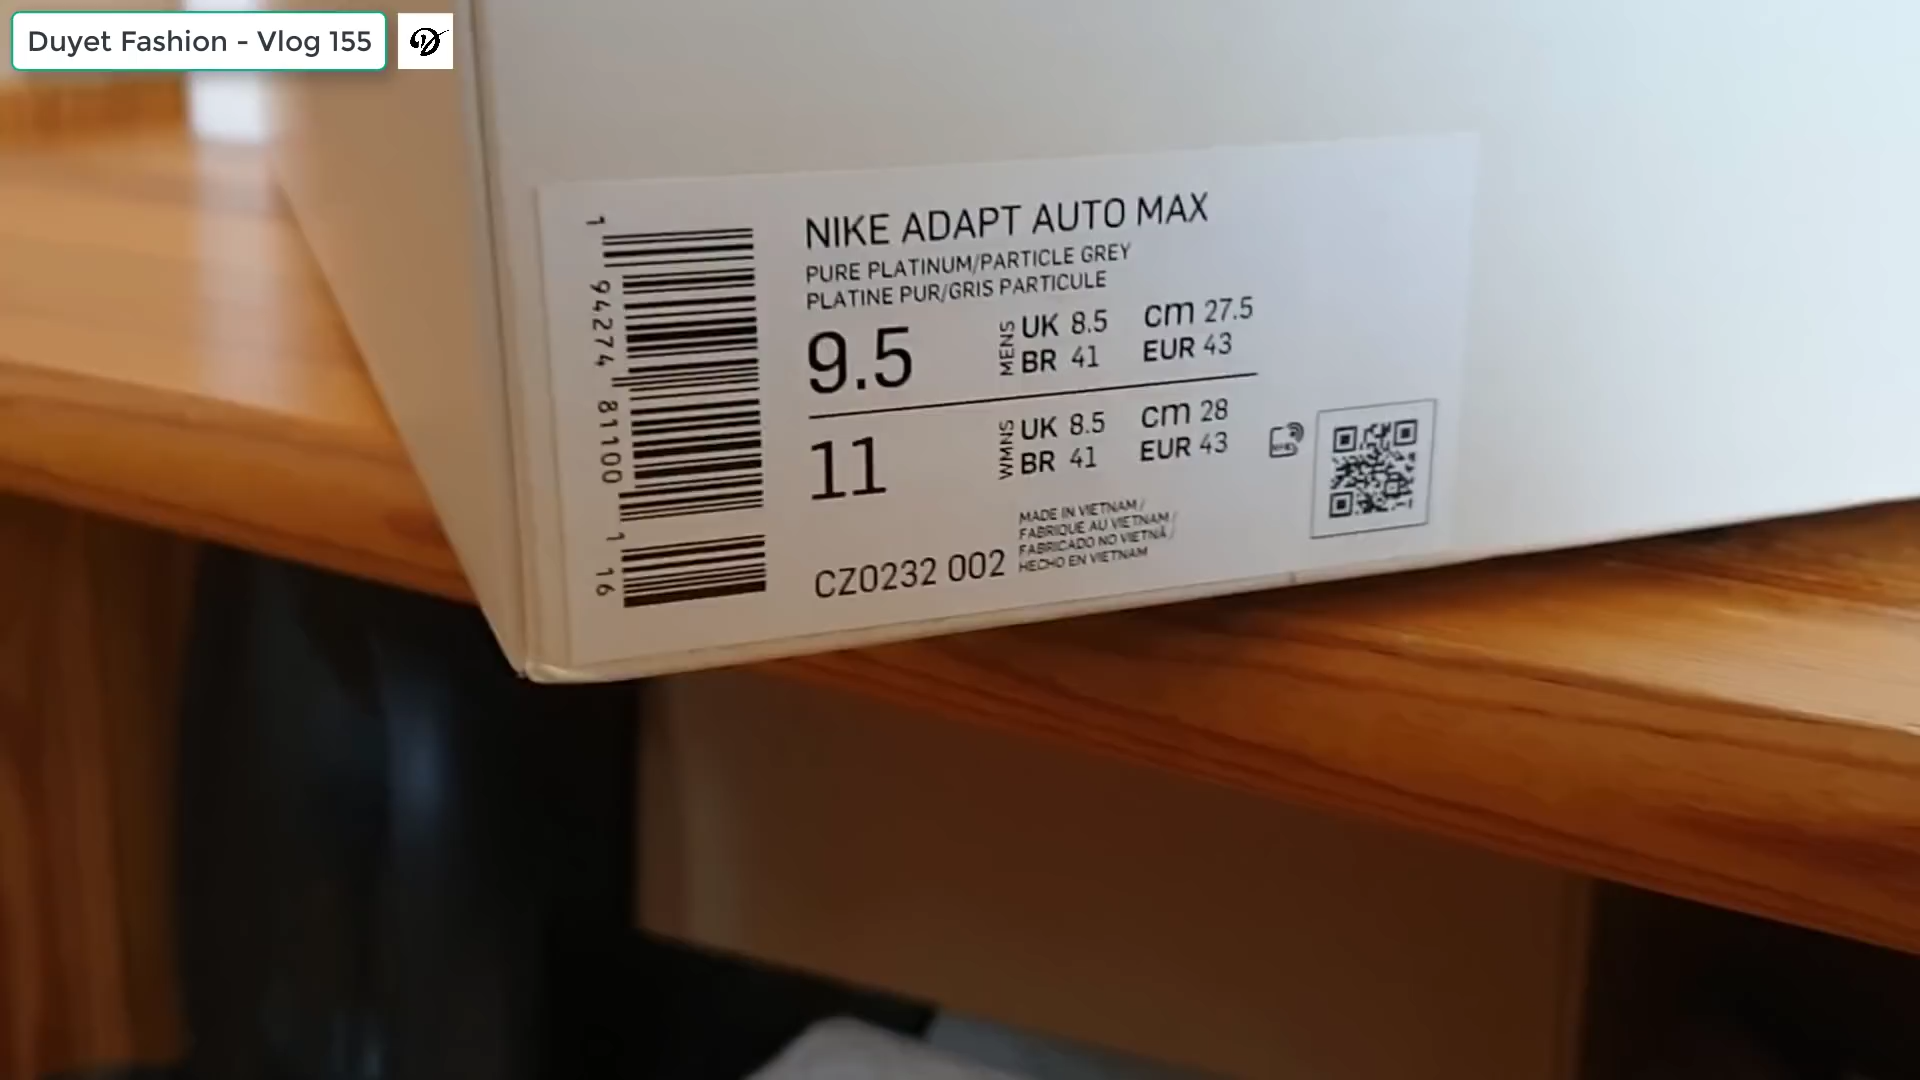 Duyet Fashion - Vlog 155
NIKE ADAPT AUTO MAX
PURE PLATINUM/PARTICLE GREY
PLATINE PUR/GRIS PARTICULE
9.5
MENS
UK 8.5
cm 27.5
BR 41
EUR 43
11
WMNS
UK 8.5
cm 28
BR 41
EUR 43
MADE IN VIETNAM /
FABRIQUE AU VIETNAM /
FABRICADO NO VIETNÃ /
HECHO EN VIETNAM
CZ0232 002
1 94274 81100 1 16